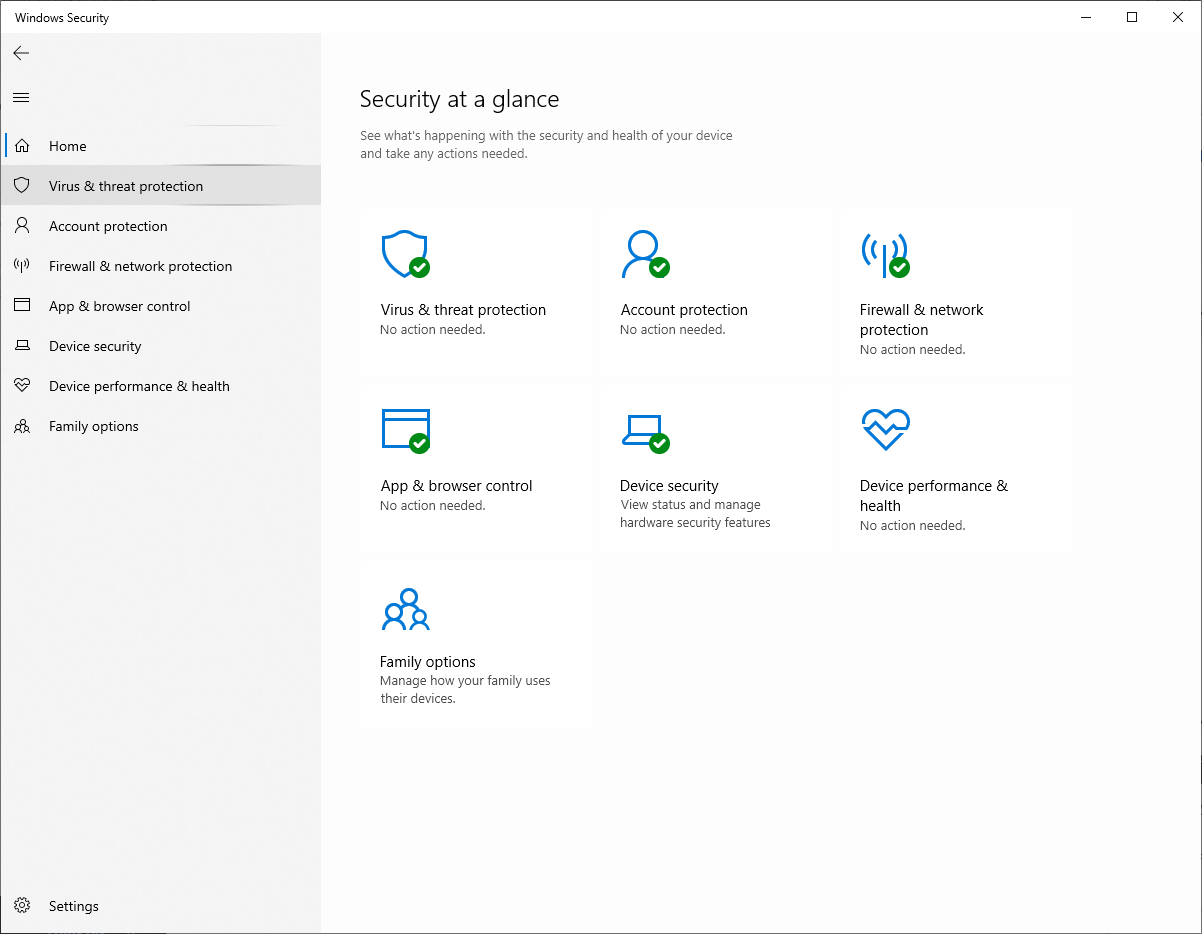 Windows Security
Home
Virus & threat protection
Account protection
Firewall & network protection
App & browser control
Device security
Device performance & health
Family options
Settings
Security at a glance
See what's happening with the security and health of your device
and take any actions needed.
Virus & threat protection
No action needed.
Account protection
No action needed.
Firewall & network
protection
No action needed.
App & browser control
No action needed.
Device security
View status and manage
hardware security features
Device performance &
health
No action needed.
Family options
Manage how your family uses
their devices.